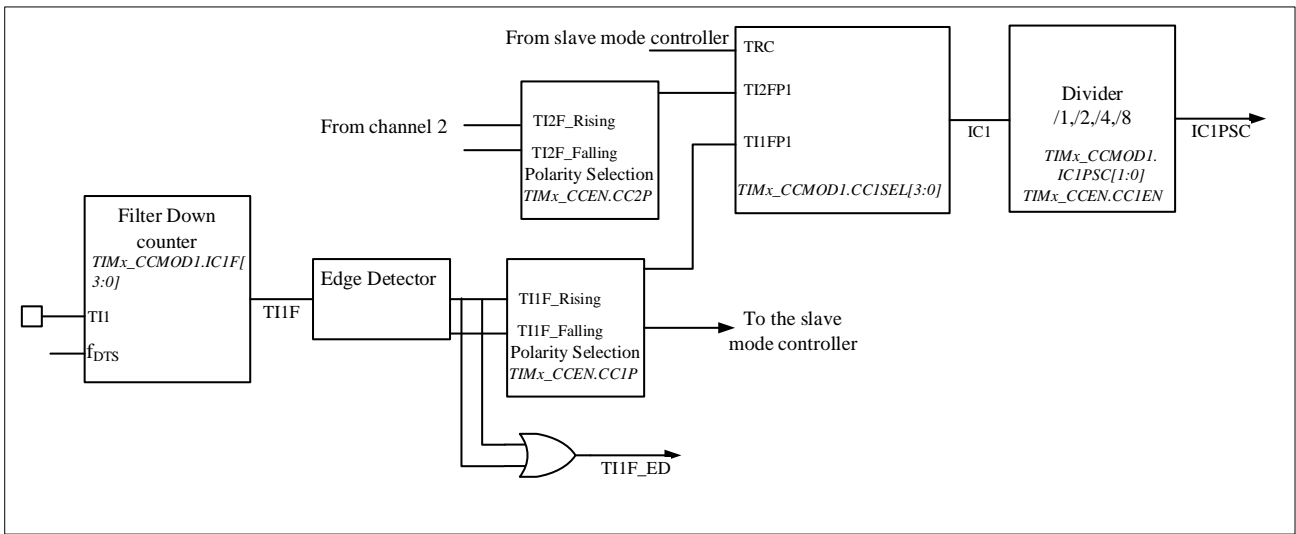 From slave mode controller
TRC
TI2FP1
TI1FP1
TIMx_CCMOD1.CC1SEL[3:0]
IC1
Divider
/1,/2,/4,/8
TIMx_CCMOD1.
IC1PSC[1:0]
TIMx_CCEN.CC1EN
IC1PSC
From channel 2
TI2F_Rising
TI2F_Falling
Polarity Selection
TIMx_CCEN.CC2P
Filter Down
counter
TIMx_CCMOD1.IC1F[
3:0]
TI1
fDTS
TI1F
Edge Detector
TI1F_Rising
TI1F_Falling
Polarity Selection
TIMx_CCEN.CC1P
To the slave
mode controller
TI1F_ED